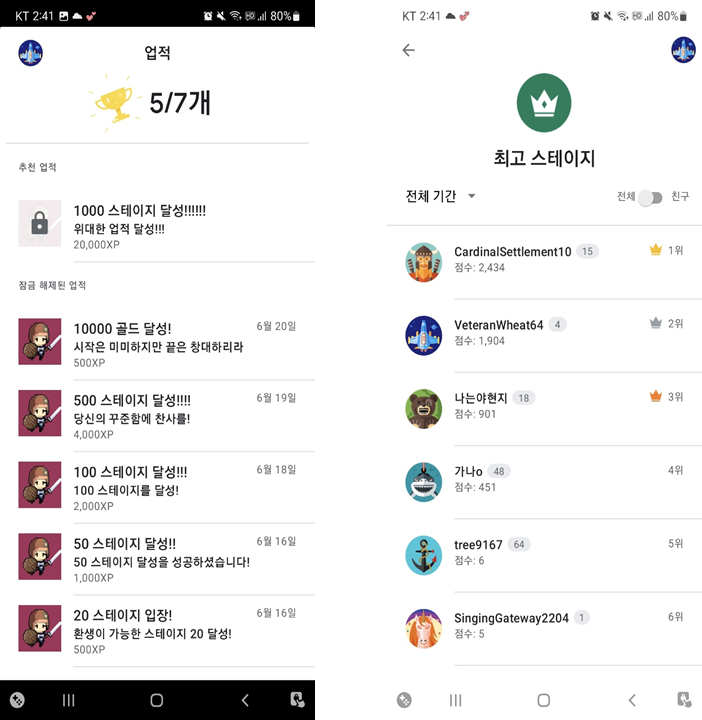 KT 2:41
80%
업적
5/7개
추천 업적
1000 스테이지 달성!!!!!!
위대한 업적 달성!!!
20,000XP
잠금 해제된 업적
10000 골드 달성!
6월 20일
시작은 미미하지만 끝은 창대하리라
500XP
500 스테이지 달성!!!!
6월 19일
당신의 꾸준함에 찬사를!
4,000XP
100 스테이지 달성!!!
6월 18일
100 스테이지를 달성!
2,000XP
50 스테이지 달성!!
6월 16일
50 스테이지 달성을 성공하셨습니다!
1,000XP
20 스테이지 입장!
6월 16일
환생이 가능한 스테이지 20 달성!
500XP
KT 2:41
80%
최고 스테이지
전체 기간
전체
친구
CardinalSettlement10 15
1위
점수: 2,434
VeteranWheat64 4
2위
점수: 1,904
나는야현지 18
3위
점수: 901
가나o 48
4위
점수: 451
tree9167 64
5위
점수: 6
SingingGateway2204 1
6위
점수: 5